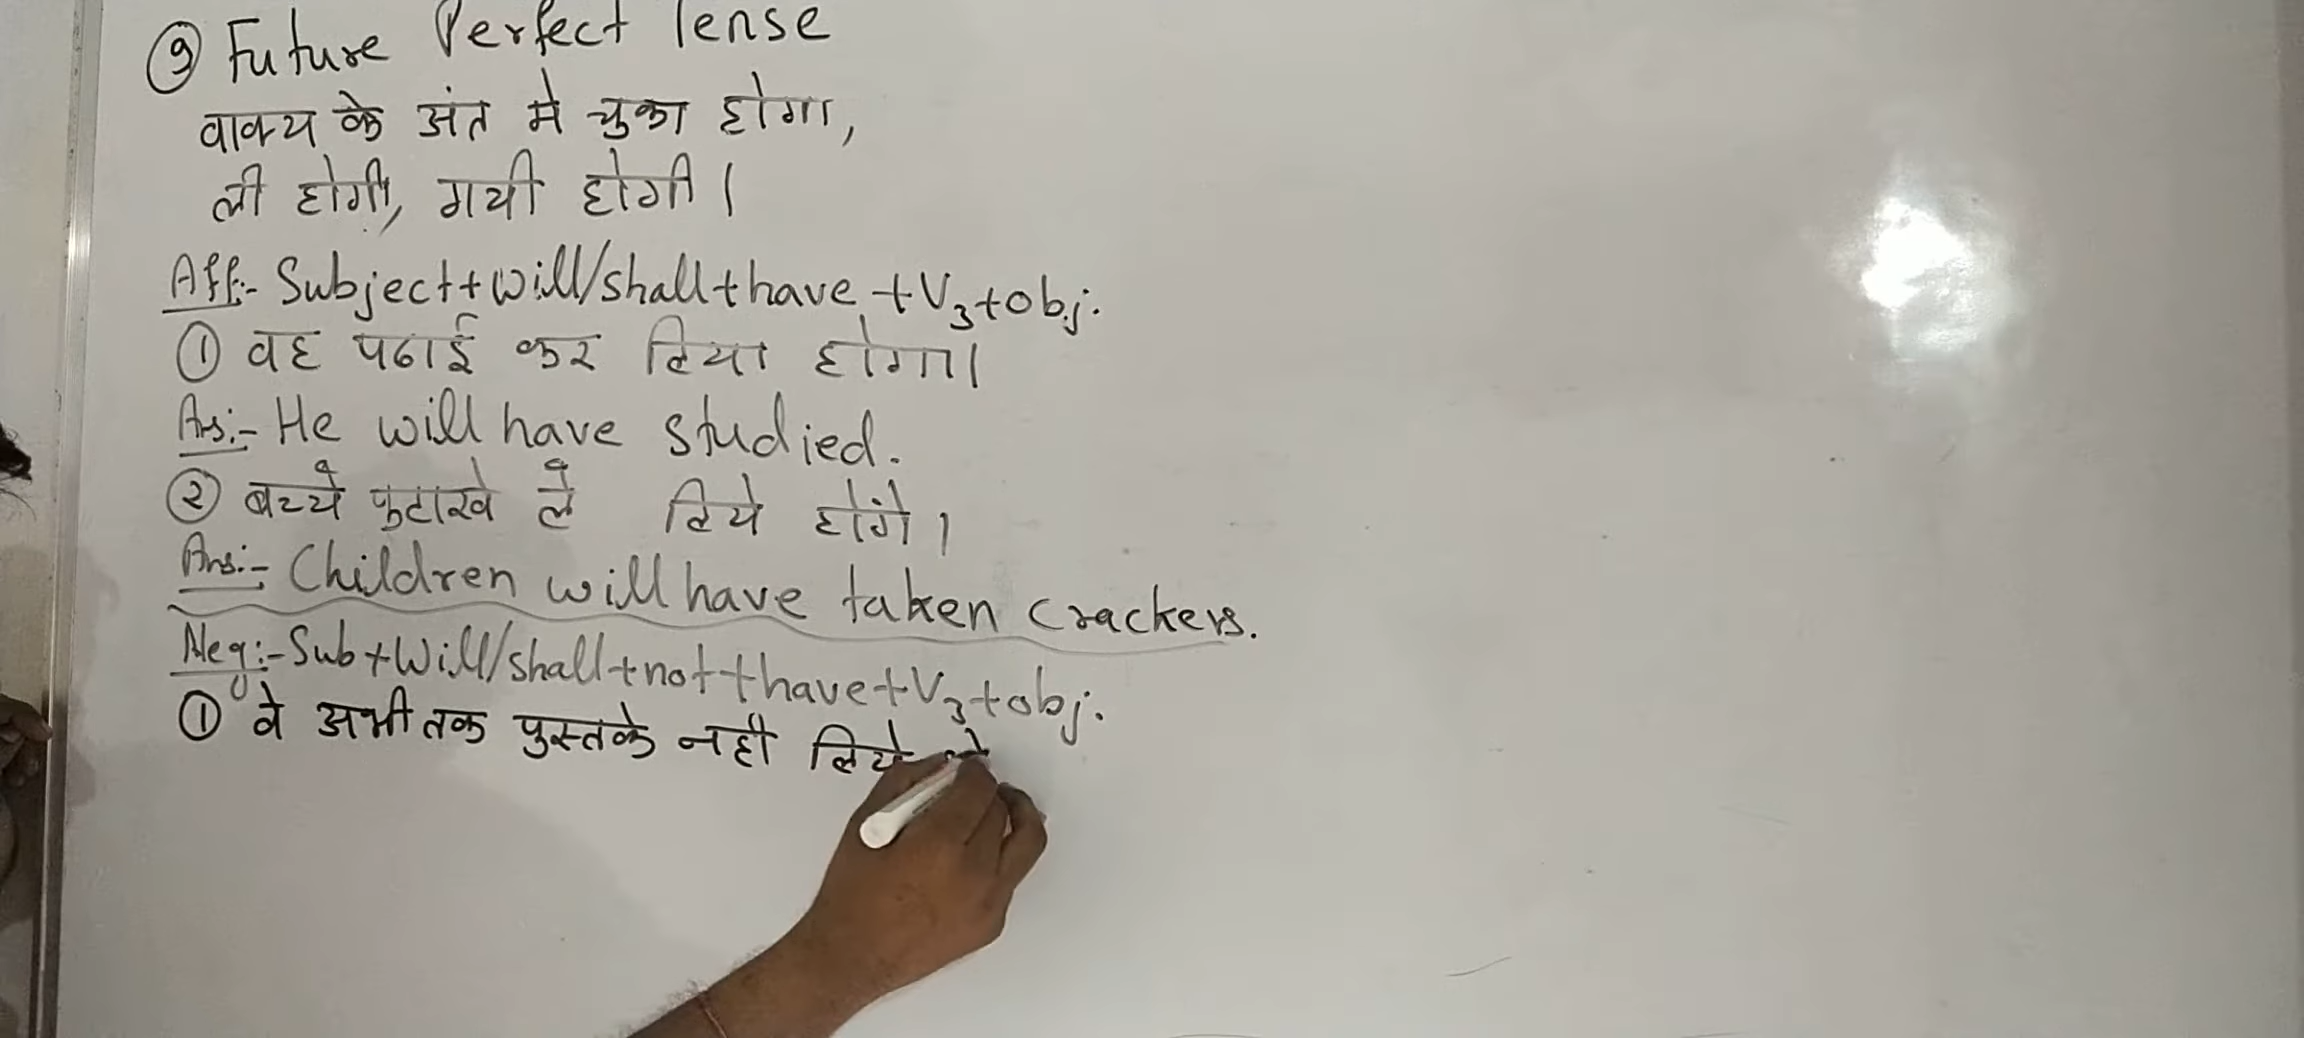 9 Future Perfect Tense
वाक्य के अंत मे चुका होगा,
ली होगी, गयी होगी।
Aff:- Subject+will/shall+have+V3+obj.
① वह पढाई कर लिया होगा।
Ans:- He will have studied.
② बच्चे फुटाखे ले लिये होंगे।
Ans:- Children will have taken crackers.
Neg:- Sub+Will/shall+not+have+V3+obj.
① वे अभी तक पुस्तके नही लिये